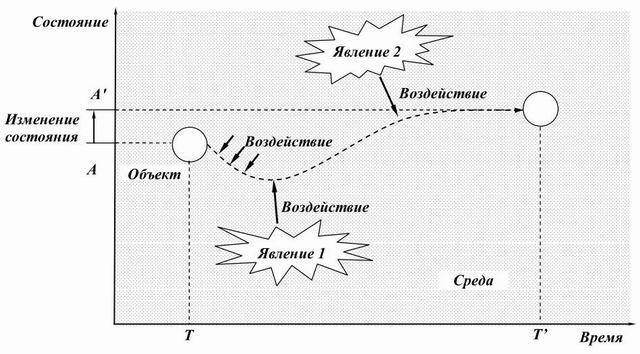 Состояние
Явление 2
A'
Воздействие
Изменение
состояния
Воздействие
A
Объект
Воздействие
Явление 1
Среда
T
T’
Время